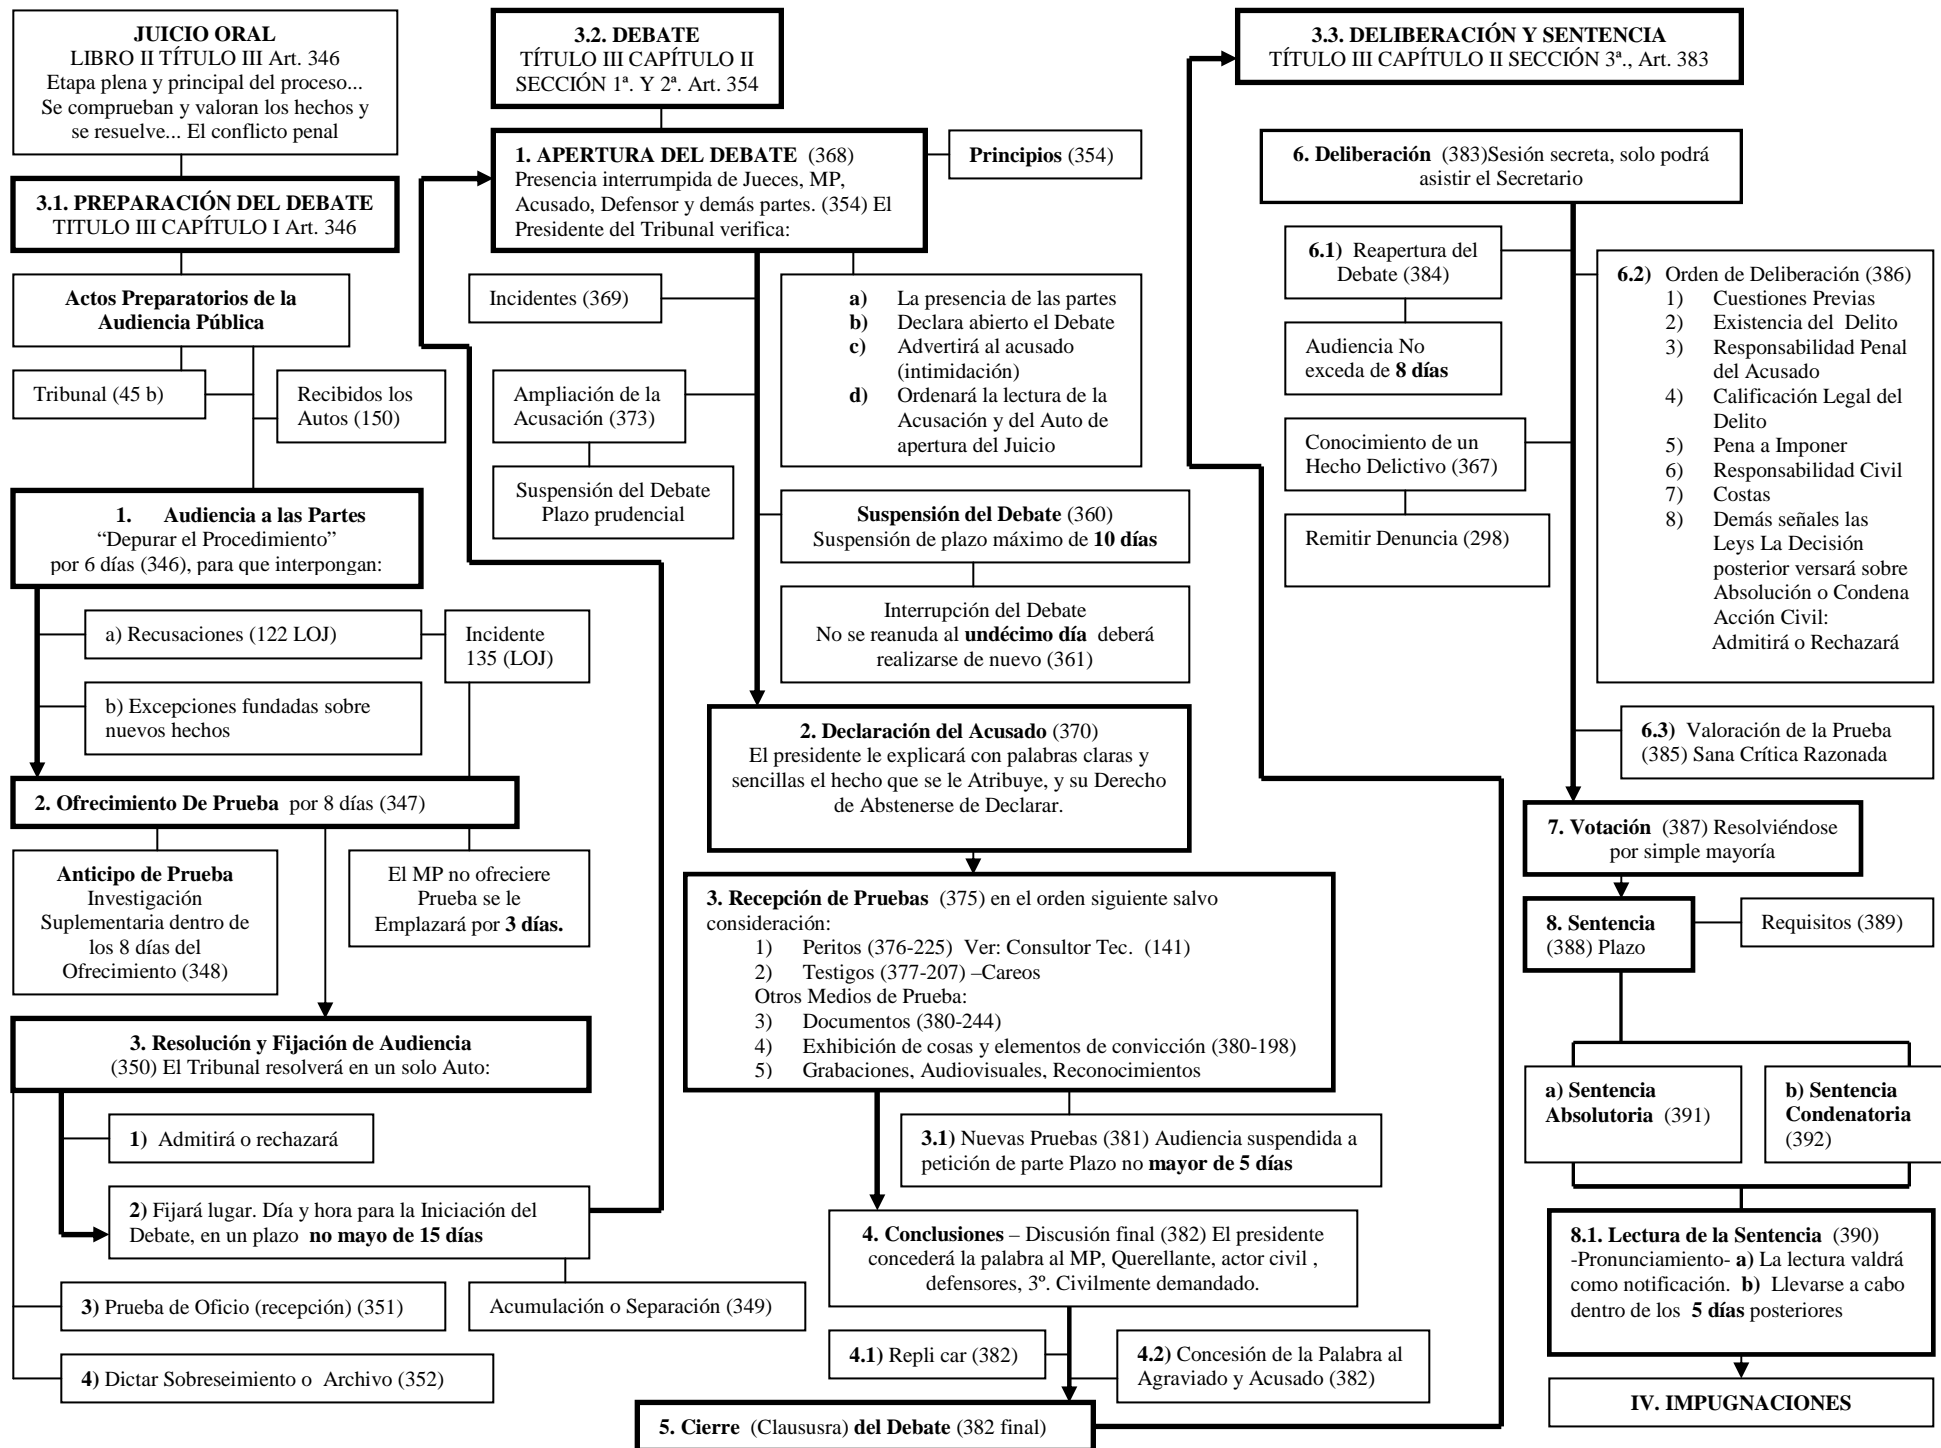 JUICIO ORAL
LIBRO II TÍTULO III Art. 346
Etapa plena y principal del proceso...
Se comprueban y valoran los hechos y
se resuelve... El conflicto penal
3.1. PREPARACIÓN DEL DEBATE
TITULO III CAPÍTULO I Art. 346
Actos Preparatorios de la
Audiencia Pública
Tribunal (45 b)
Recibidos los
Autos (150)
1. Audiencia a las Partes
“Depurar el Procedimiento”
por 6 días (346), para que interpongan:
a) Recusaciones (122 LOJ)
Incidente
135 (LOJ)
b) Excepciones fundadas sobre
nuevos hechos
2. Ofrecimiento De Prueba por 8 días (347)
Anticipo de Prueba
Investigación
Suplementaria dentro de
los 8 días del
Ofrecimiento (348)
El MP no ofreciere
Prueba se le
Emplazará por 3 días.
3. Resolución y Fijación de Audiencia
(350) El Tribunal resolverá en un solo Auto:
1) Admitirá o rechazará
2) Fijará lugar. Día y hora para la Iniciación del
Debate, en un plazo no mayo de 15 días
3) Prueba de Oficio (recepción) (351)
Acumulación o Separación (349)
4) Dictar Sobreseimiento o Archivo (352)
3.2. DEBATE
TÍTULO III CAPÍTULO II
SECCIÓN 1ª. Y 2ª. Art. 354
1. APERTURA DEL DEBATE (368)
Presencia interrumpida de Jueces, MP,
Acusado, Defensor y demás partes. (354) El
Presidente del Tribunal verifica:
Principios (354)
Incidentes (369)
a) La presencia de las partes
b) Declara abierto el Debate
c) Advertirá al acusado
(intimidación)
d) Ordenará la lectura de la
Acusación y del Auto de
apertura del Juicio
Ampliación de la
Acusación (373)
Suspensión del Debate
Plazo prudencial
Suspensión del Debate (360)
Suspensión de plazo máximo de 10 días
Interrupción del Debate
No se reanuda al undécimo día deberá
realizarse de nuevo (361)
2. Declaración del Acusado (370)
El presidente le explicará con palabras claras y
sencillas el hecho que se le Atribuye, y su Derecho
de Abstenerse de Declarar.
3. Recepción de Pruebas (375) en el orden siguiente salvo
consideración:
1) Peritos (376-225) Ver: Consultor Tec. (141)
2) Testigos (377-207) –Careos
Otros Medios de Prueba:
3) Documentos (380-244)
4) Exhibición de cosas y elementos de convicción (380-198)
5) Grabaciones, Audiovisuales, Reconocimientos
3.1) Nuevas Pruebas (381) Audiencia suspendida a
petición de parte Plazo no mayor de 5 días
4. Conclusiones – Discusión final (382) El presidente
concederá la palabra al MP, Querellante, actor civil ,
defensores, 3º. Civilmente demandado.
4.1) Repli car (382)
4.2) Concesión de la Palabra al
Agraviado y Acusado (382)
5. Cierre (Claususra) del Debate (382 final)
3.3. DELIBERACIÓN Y SENTENCIA
TÍTULO III CAPÍTULO II SECCIÓN 3ª., Art. 383
6. Deliberación (383)Sesión secreta, solo podrá
asistir el Secretario
6.1) Reapertura del
Debate (384)
Audiencia No
exceda de 8 días
Conocimiento de un
Hecho Delictivo (367)
Remitir Denuncia (298)
6.2) Orden de Deliberación (386)
1) Cuestiones Previas
2) Existencia del Delito
3) Responsabilidad Penal
del Acusado
4) Calificación Legal del
Delito
5) Pena a Imponer
6) Responsabilidad Civil
7) Costas
8) Demás señales las
Leys La Decisión
posterior versará sobre
Absolución o Condena
Acción Civil:
Admitirá o Rechazará
6.3) Valoración de la Prueba
(385) Sana Crítica Razonada
7. Votación (387) Resolviéndose
por simple mayoría
8. Sentencia
(388) Plazo
Requisitos (389)
a) Sentencia
Absolutoria (391)
b) Sentencia
Condenatoria
(392)
8.1. Lectura de la Sentencia (390)
-Pronunciamiento- a) La lectura valdrá
como notificación. b) Llevarse a cabo
dentro de los 5 días posteriores
IV. IMPUGNACIONES